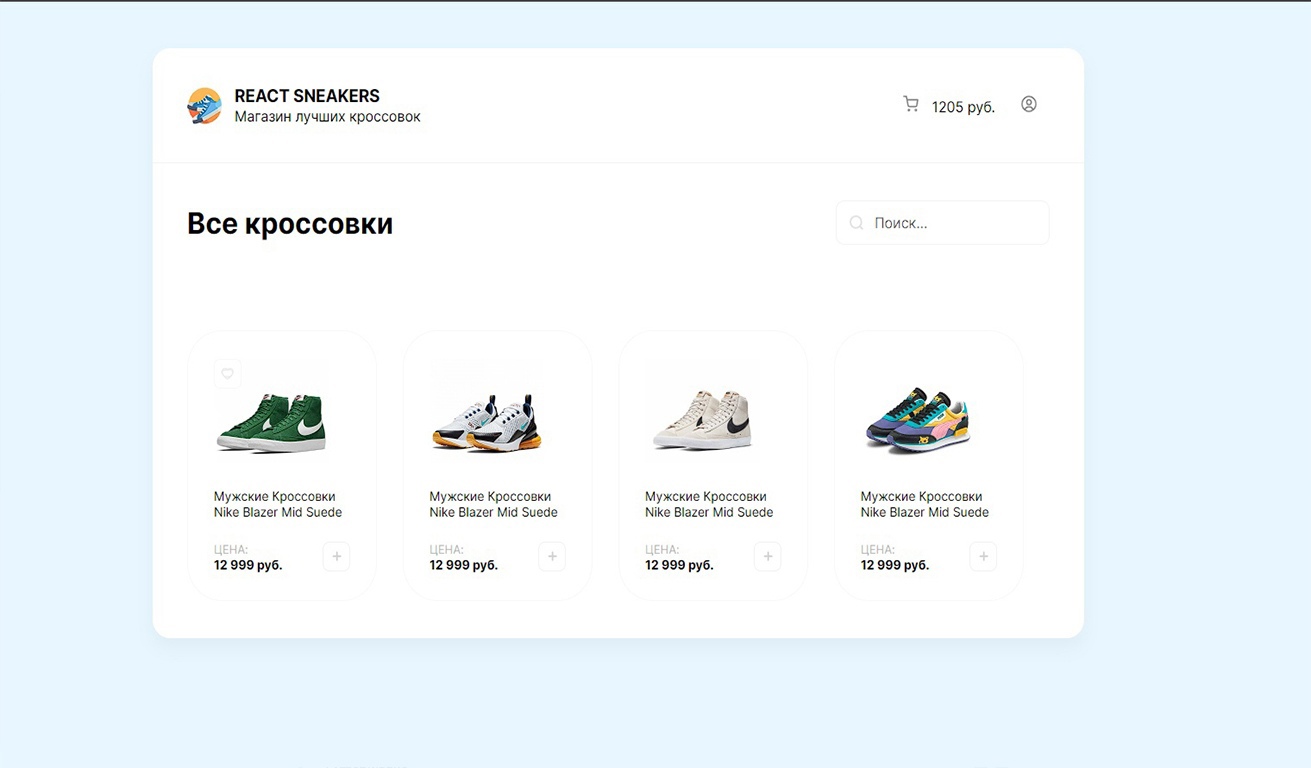 REACT SNEAKERS
Магазин лучших кроссовок
1205 руб.
Все кроссовки
Поиск...
Мужские Кроссовки
Nike Blazer Mid Suede
ЦЕНА:
12 999 руб.
Мужские Кроссовки
Nike Blazer Mid Suede
ЦЕНА:
12 999 руб.
Мужские Кроссовки
Nike Blazer Mid Suede
ЦЕНА:
12 999 руб.
Мужские Кроссовки
Nike Blazer Mid Suede
ЦЕНА:
12 999 руб.